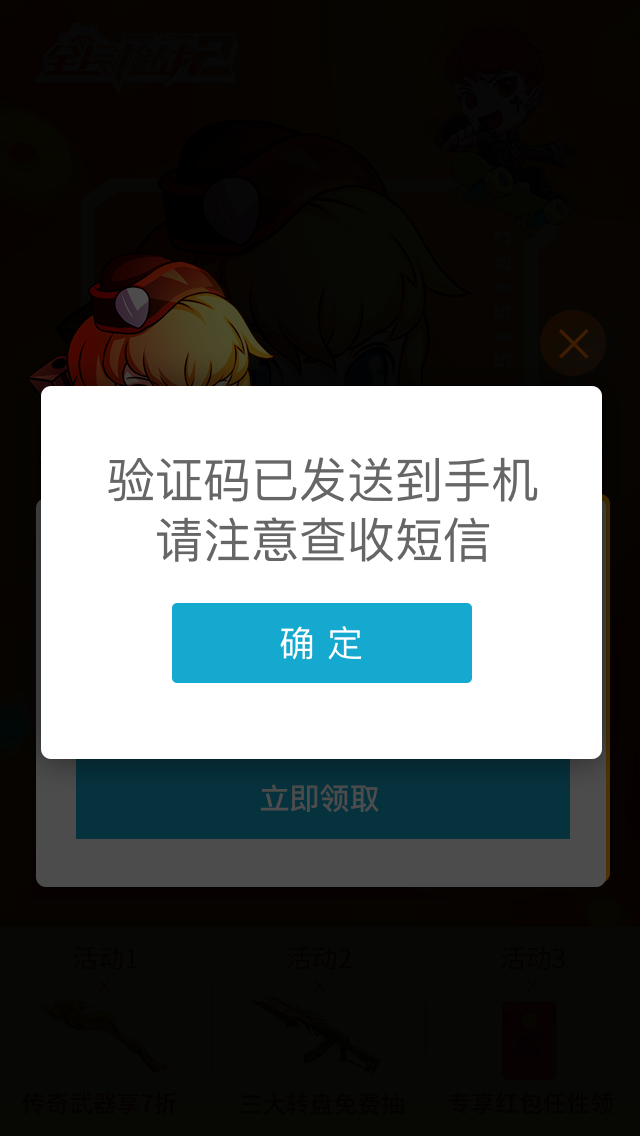 验证码已发送到手机
请注意查收短信
确 定
立即领取
活动1
活动2
活动3
传奇武器享7折
三大转盘免费抽
专享红包任性领